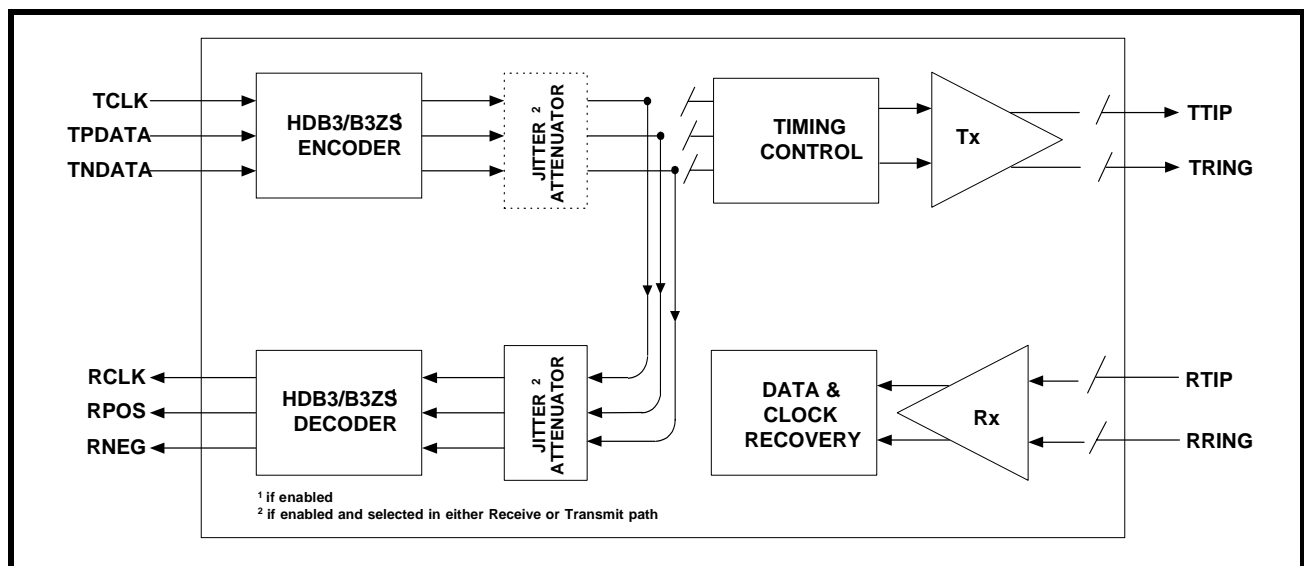 TCLK
TPDATA
TNDATA
HDB3/B3ZS¹
ENCODER
JITTER ²
ATTENUATOR
TIMING
CONTROL
Tx
TTIP
TRING
RCLK
RPOS
RNEG
HDB3/B3ZS¹
DECODER
JITTER ²
ATTENUATOR
DATA &
CLOCK
RECOVERY
Rx
RTIP
RRING
¹ if enabled
² if enabled and selected in either Receive or Transmit path